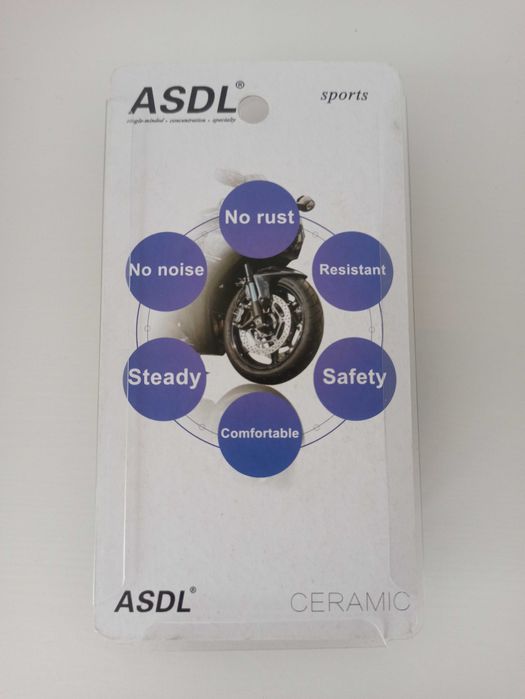 ASDL®
single-minded - concentration - specialty
sports
No rust
No noise
Resistant
Steady
Safety
Comfortable
ASDL®
CERAMIC